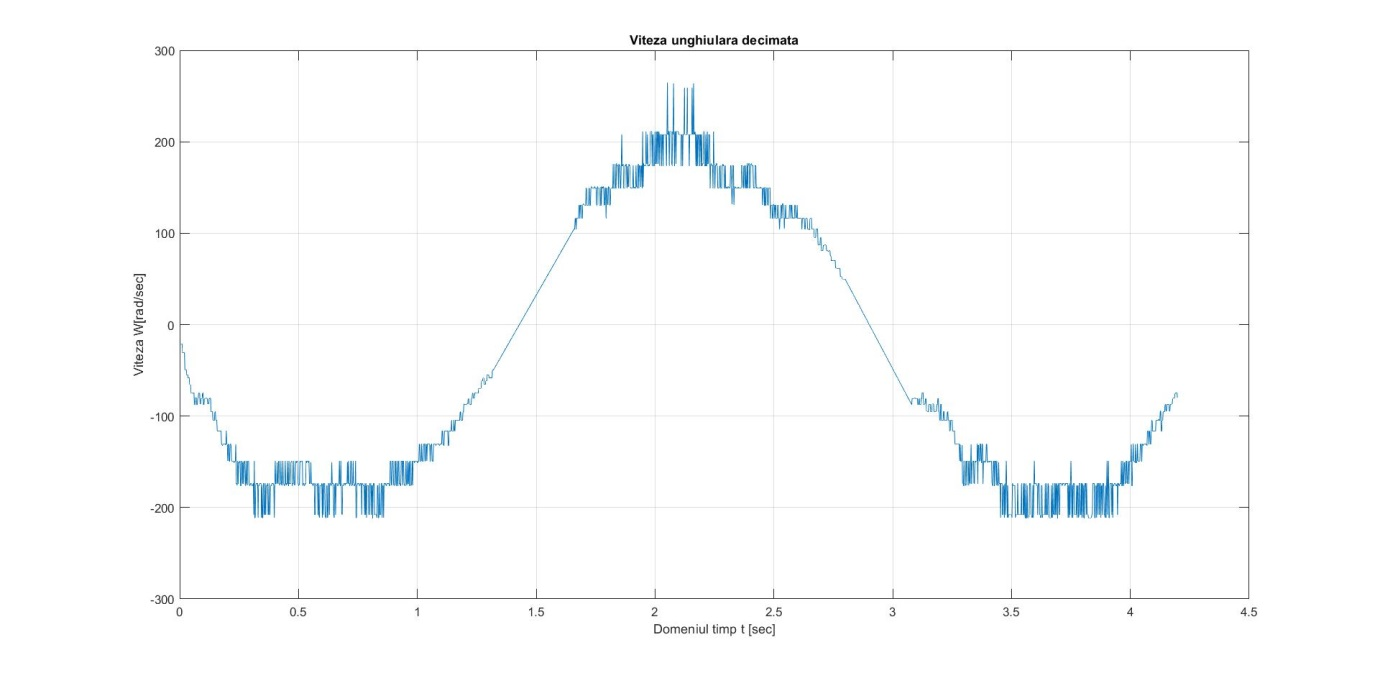 Viteza unghiulara decimata
300
200
100
0
-100
-200
-300
Viteza W[rad/sec]
0 0.5 1 1.5 2 2.5 3 3.5 4 4.5
Domeniul timp t [sec]